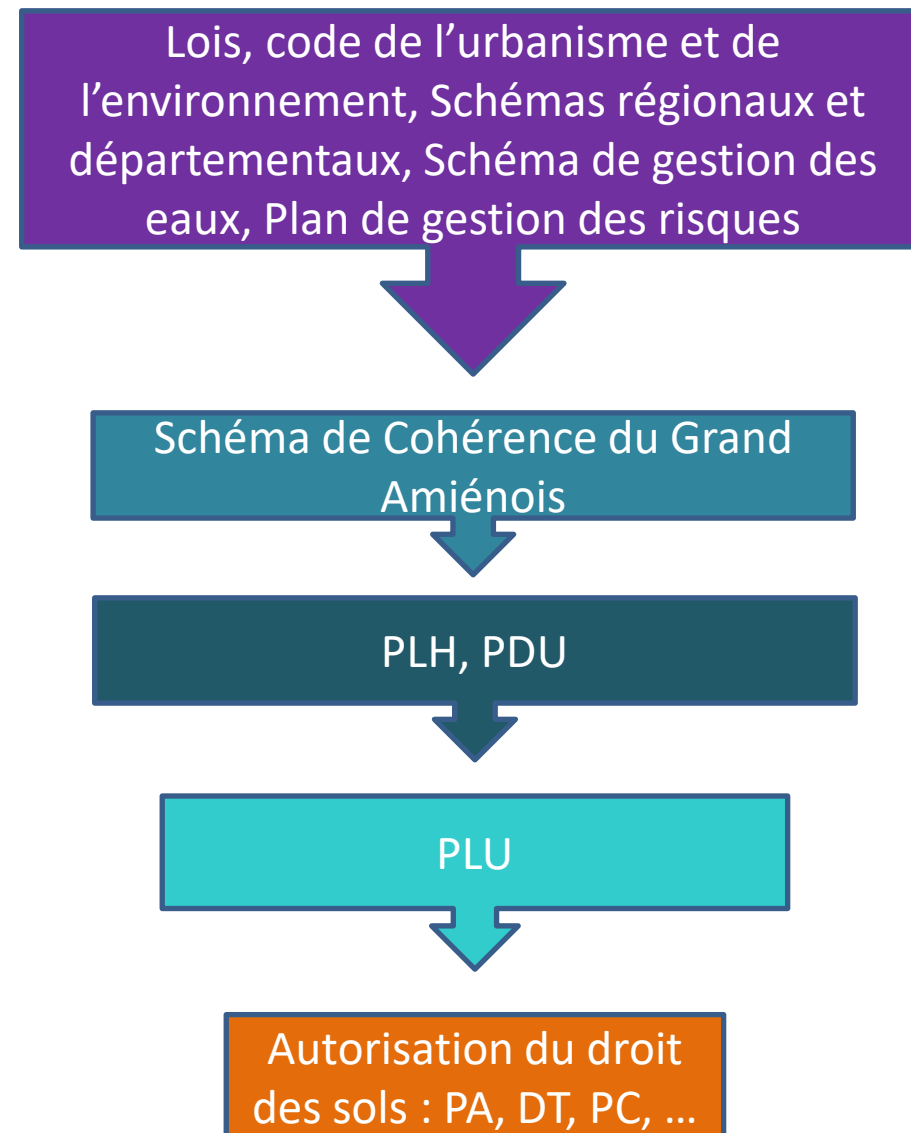 Lois, code de l’urbanisme et de
l’environnement, Schémas régionaux et
départementaux, Schéma de gestion des
eaux, Plan de gestion des risques
Schéma de Cohérence du Grand
Amiénois
PLH, PDU
PLU
Autorisation du droit
des sols : PA, DT, PC, …